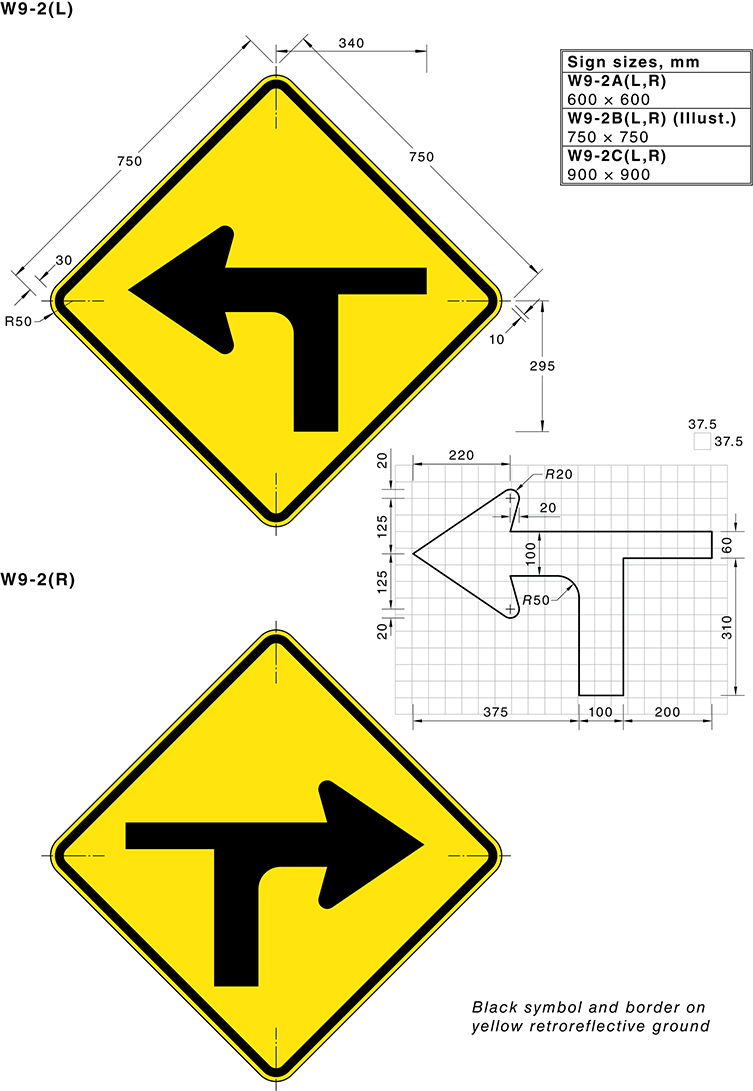 W9-2(L)
340
750
750
30
R50
10
295
Sign sizes, mm
W9-2A(L,R)
600 × 600
W9-2B(L,R) (Illust.)
750 × 750
W9-2C(L,R)
900 × 900
37.5
37.5
220
20
R20
20
125
100
60
125
R50
20
310
375
100
200
W9-2(R)
Black symbol and border on
yellow retroreflective ground